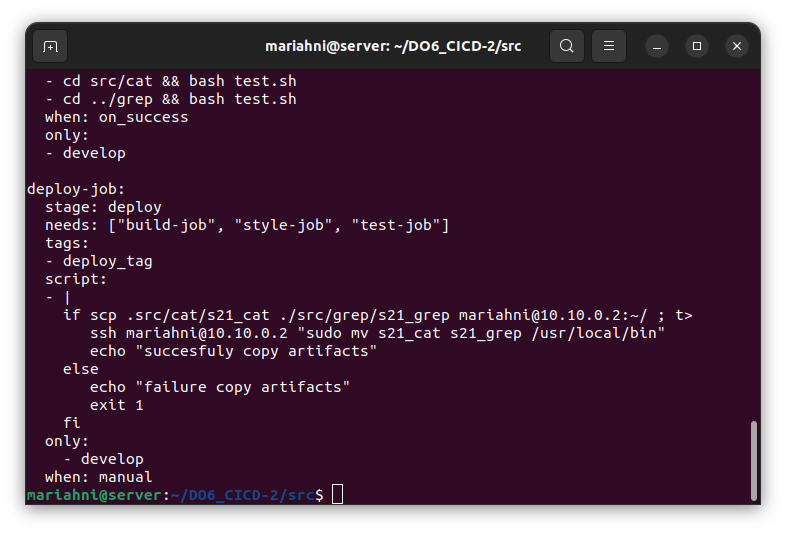 mariahni@server: ~/DO6_CICD-2/src
  - cd src/cat && bash test.sh
  - cd ../grep && bash test.sh
  when: on_success
  only:
  - develop

deploy-job:
  stage: deploy
  needs: ["build-job", "style-job", "test-job"]
  tags:
  - deploy_tag
  script:
  - |
    if scp .src/cat/s21_cat ./src/grep/s21_grep mariahni@10.10.0.2:~/ ; t>
       ssh mariahni@10.10.0.2 "sudo mv s21_cat s21_grep /usr/local/bin"
       echo "succesfuly copy artifacts"
    else
       echo "failure copy artifacts"
       exit 1
    fi
  only:
    - develop
  when: manual
mariahni@server:~/DO6_CICD-2/src$